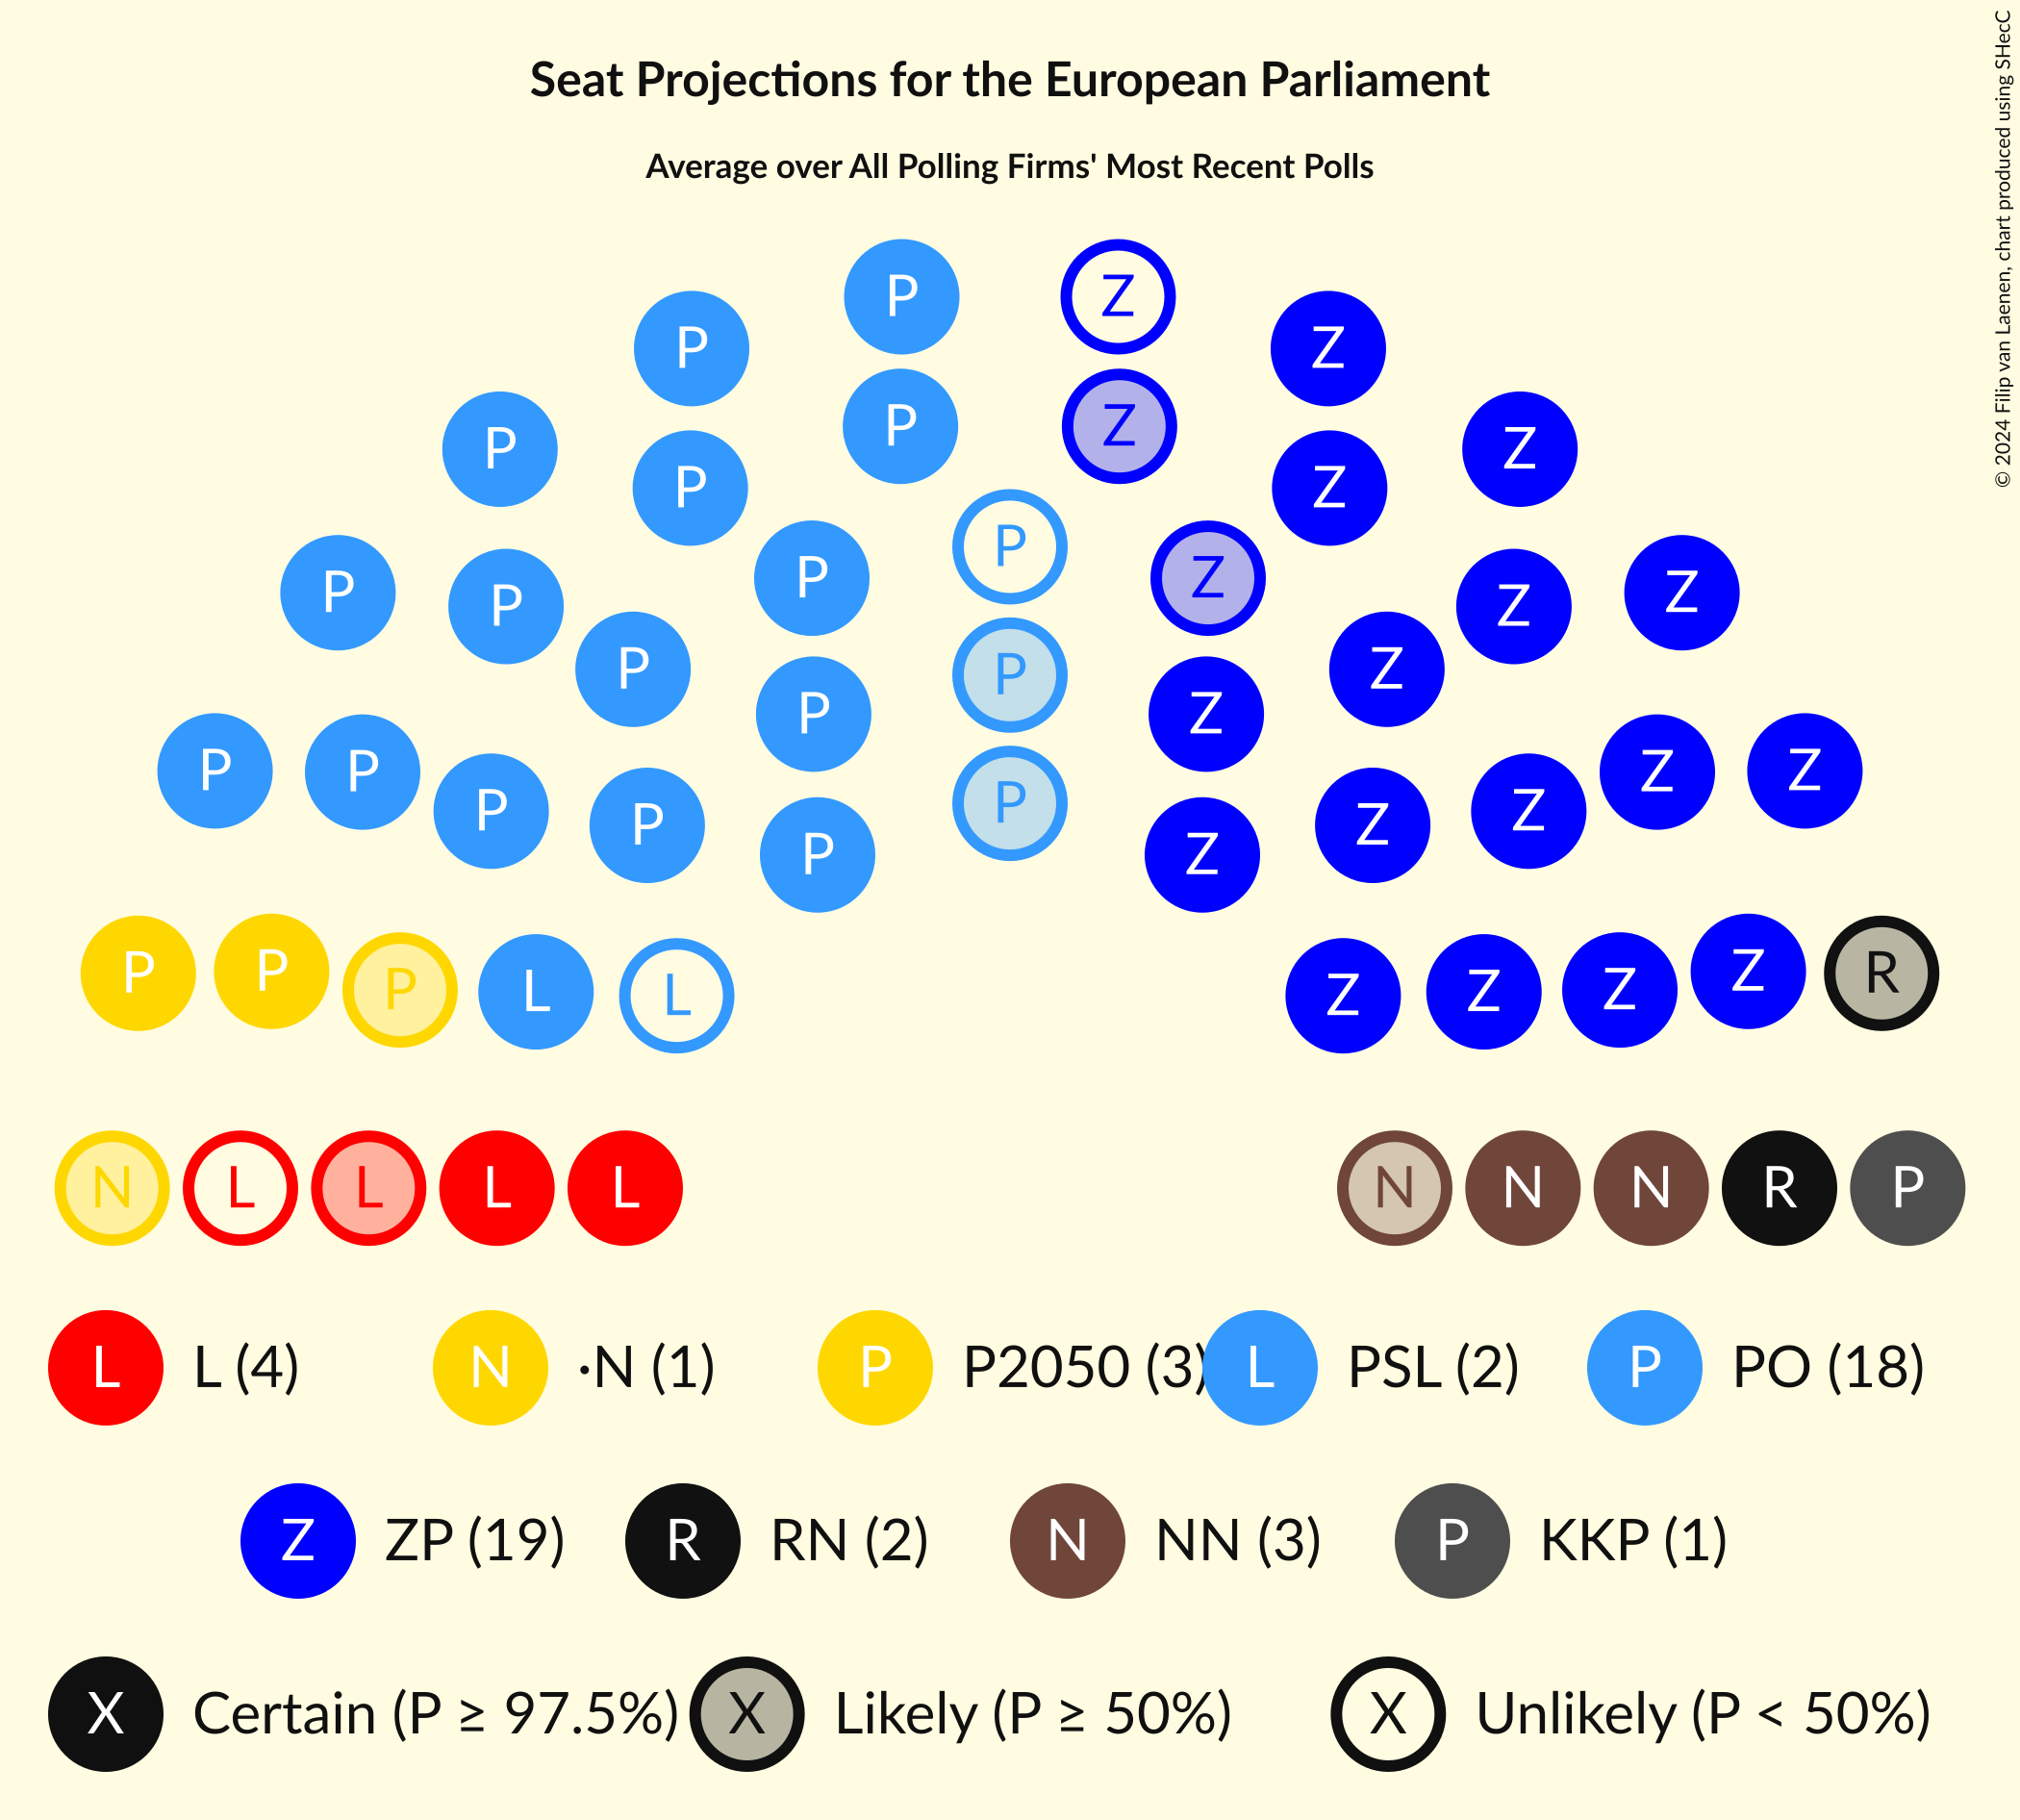 Seat Projections for the European Parliament
Average over All Polling Firms' Most Recent Polls
© 2024 Filip van Laenen, chart produced using SHecC
P Z
P Z
P Z
P Z
P Z
P
P Z
P Z
P P Z Z
P
P Z
P Z
P P Z Z
P
P P Z Z
P Z
P Z
P P P L L Z Z Z Z R
N L L L L N N N R P
L L (4) N ·N (1) P P2050 (3) L PSL (2) P PO (18)
Z ZP (19) R RN (2) N NN (3) P KKP (1)
X Certain (P ≥ 97.5%) X Likely (P ≥ 50%) X Unlikely (P < 50%)